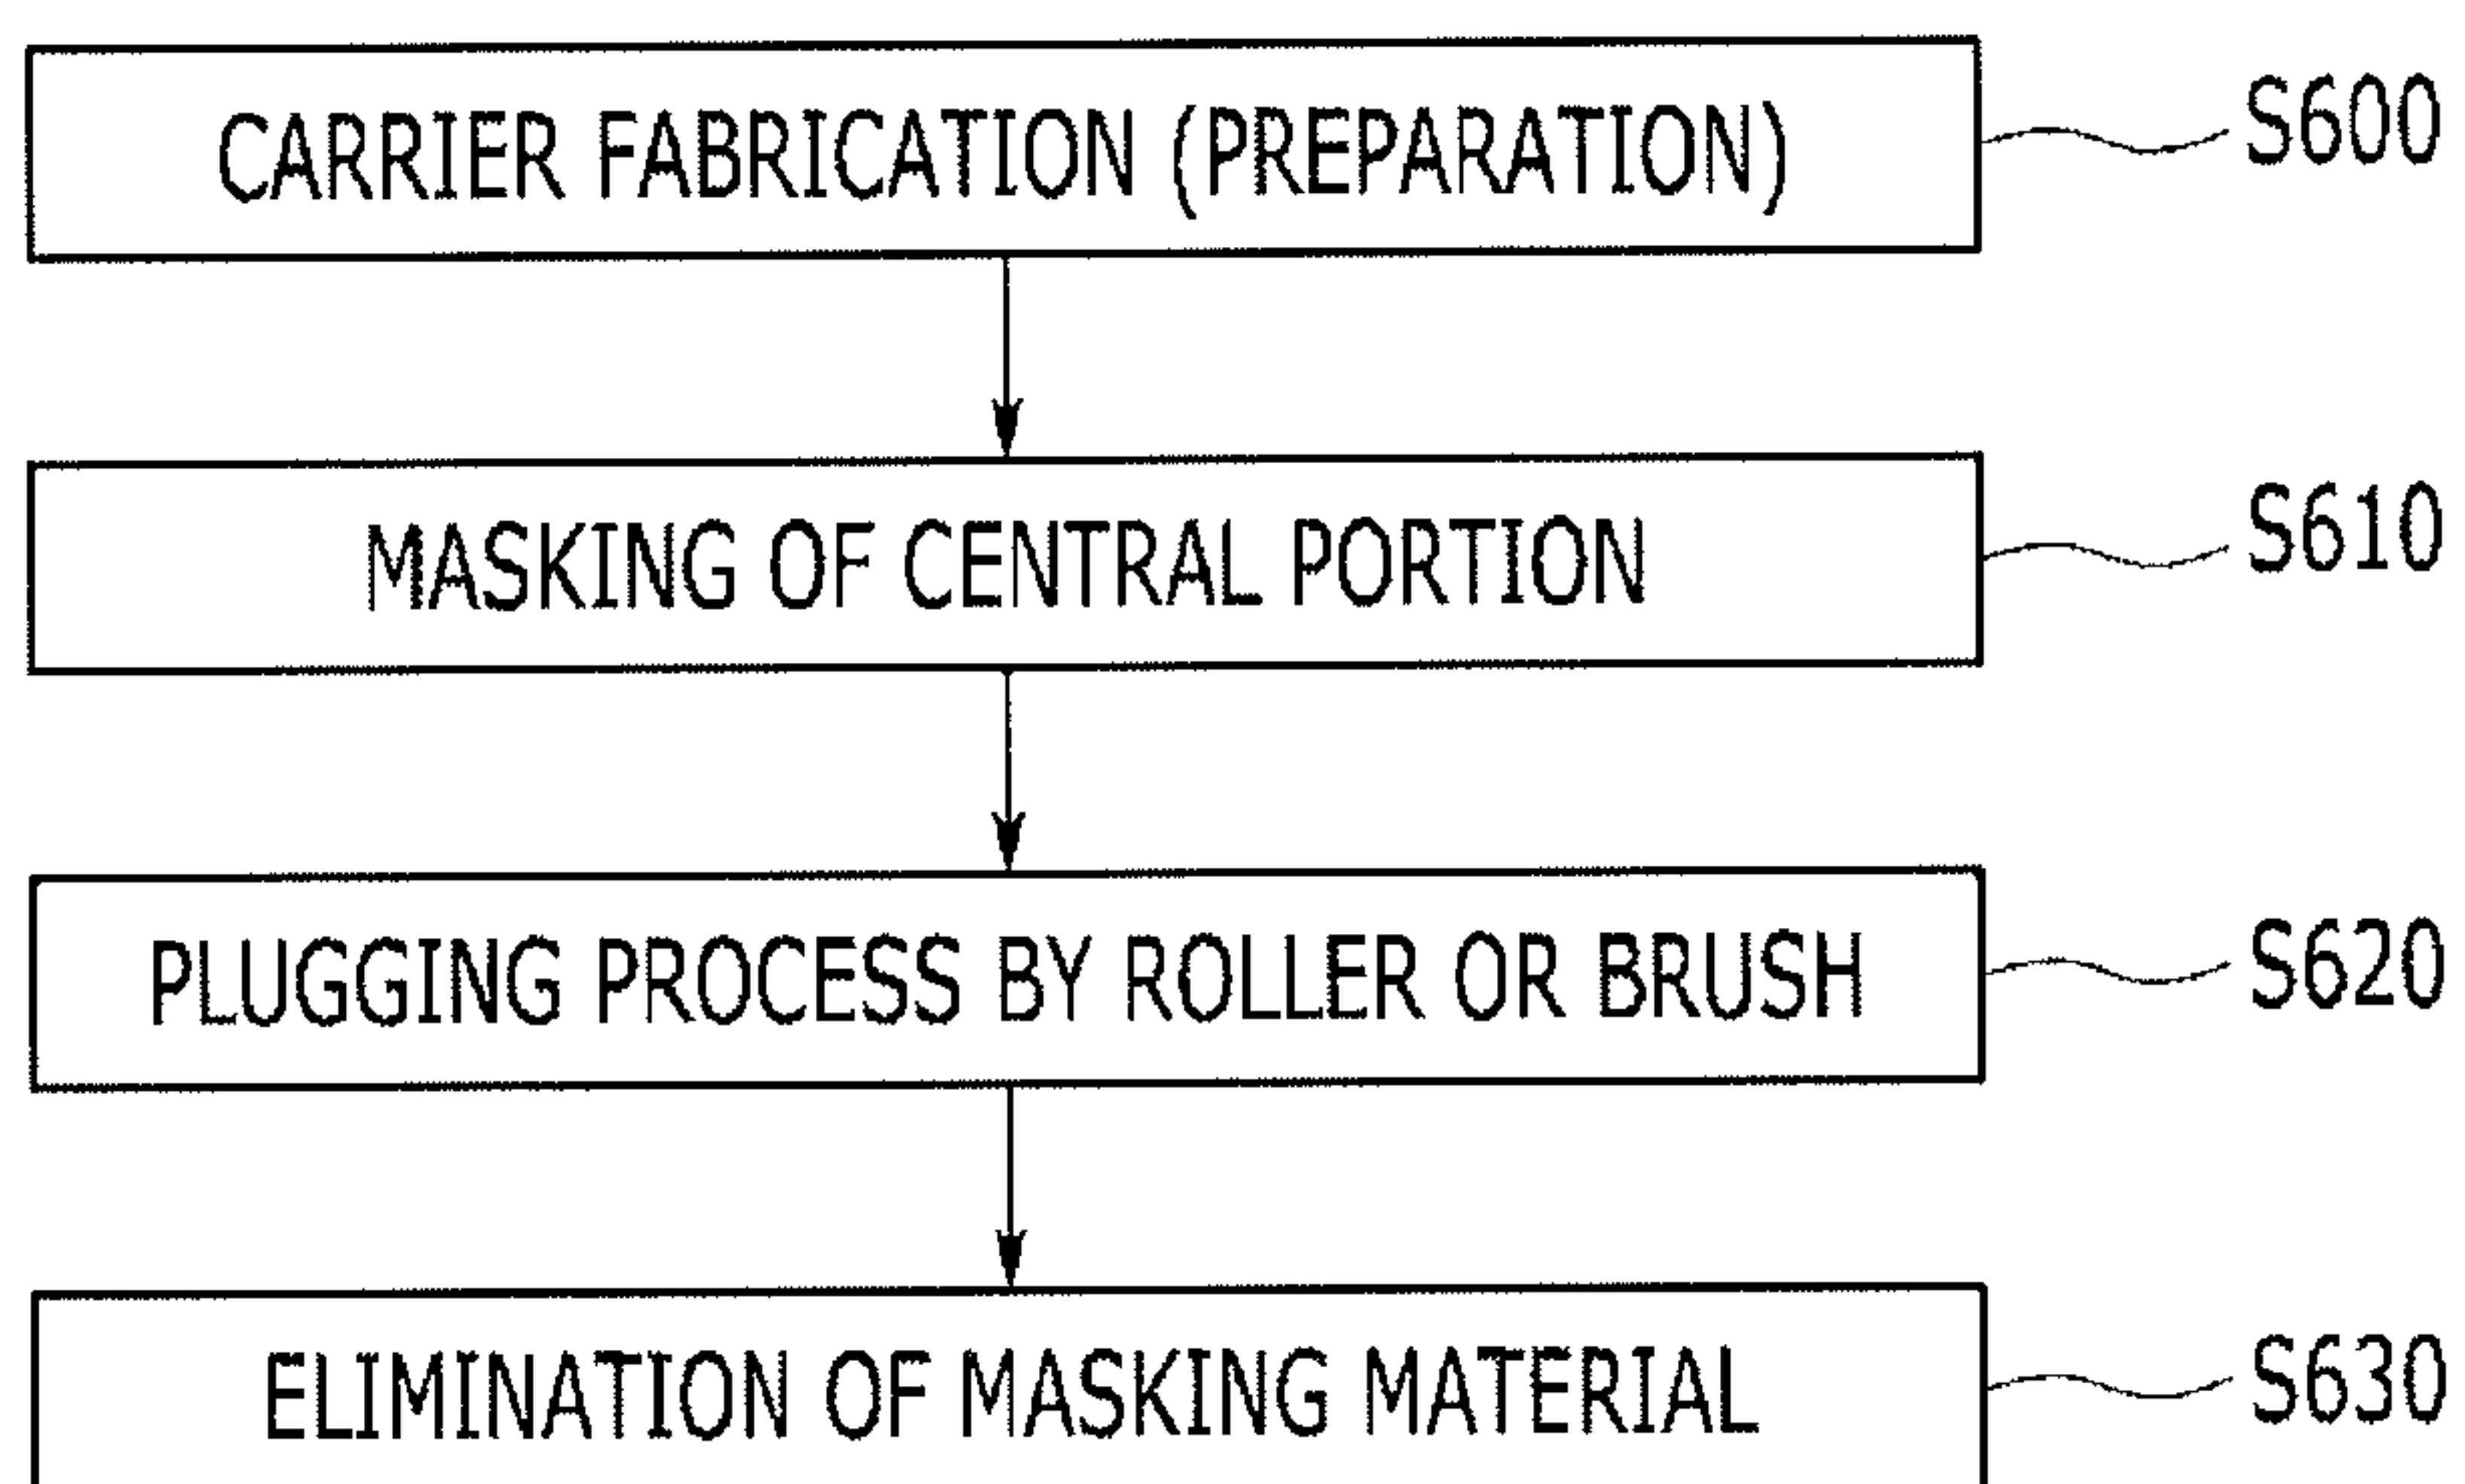 CARRIER FABRICATION (PREPARATION) S600
MASKING OF CENTRAL PORTION S610
PLUGGING PROCESS BY ROLLER OR BRUSH S620
ELIMINATION OF MASKING MATERIAL S630